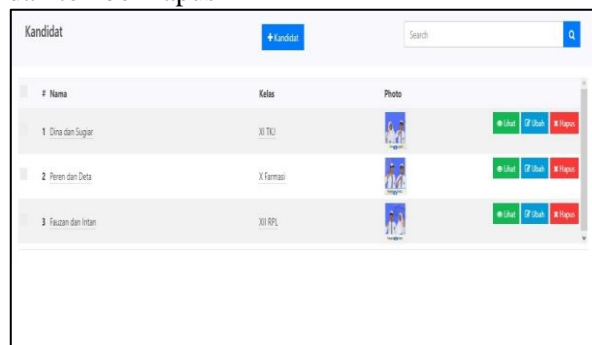 Kandidat
+ Kandidat
Search
# Nama Kelas Photo
1 Dina dan Sugiar XI TKJ Lihat Ubah Hapus
2 Peren dan Deta X Farmasi Lihat Ubah Hapus
3 Fauzan dan Intan XII RPL Lihat Ubah Hapus